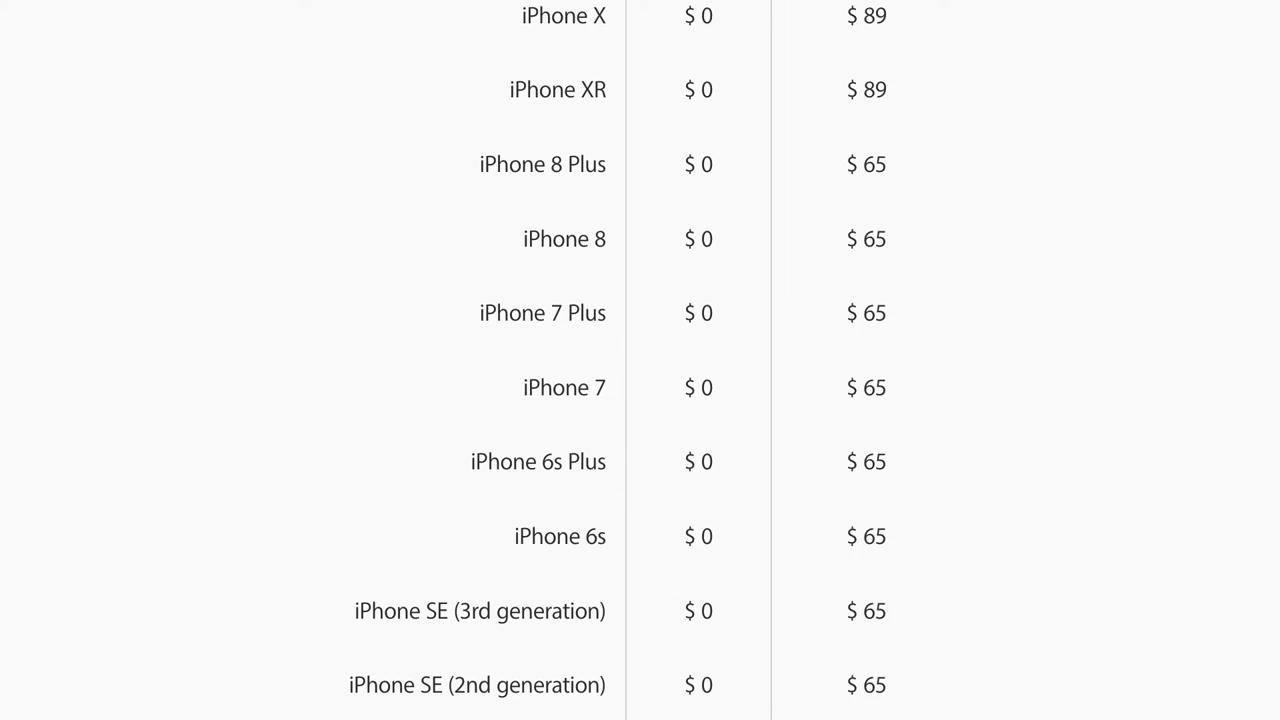 iPhone X $ 0 $ 89
iPhone XR $ 0 $ 89
iPhone 8 Plus $ 0 $ 65
iPhone 8 $ 0 $ 65
iPhone 7 Plus $ 0 $ 65
iPhone 7 $ 0 $ 65
iPhone 6s Plus $ 0 $ 65
iPhone 6s $ 0 $ 65
iPhone SE (3rd generation) $ 0 $ 65
iPhone SE (2nd generation) $ 0 $ 65